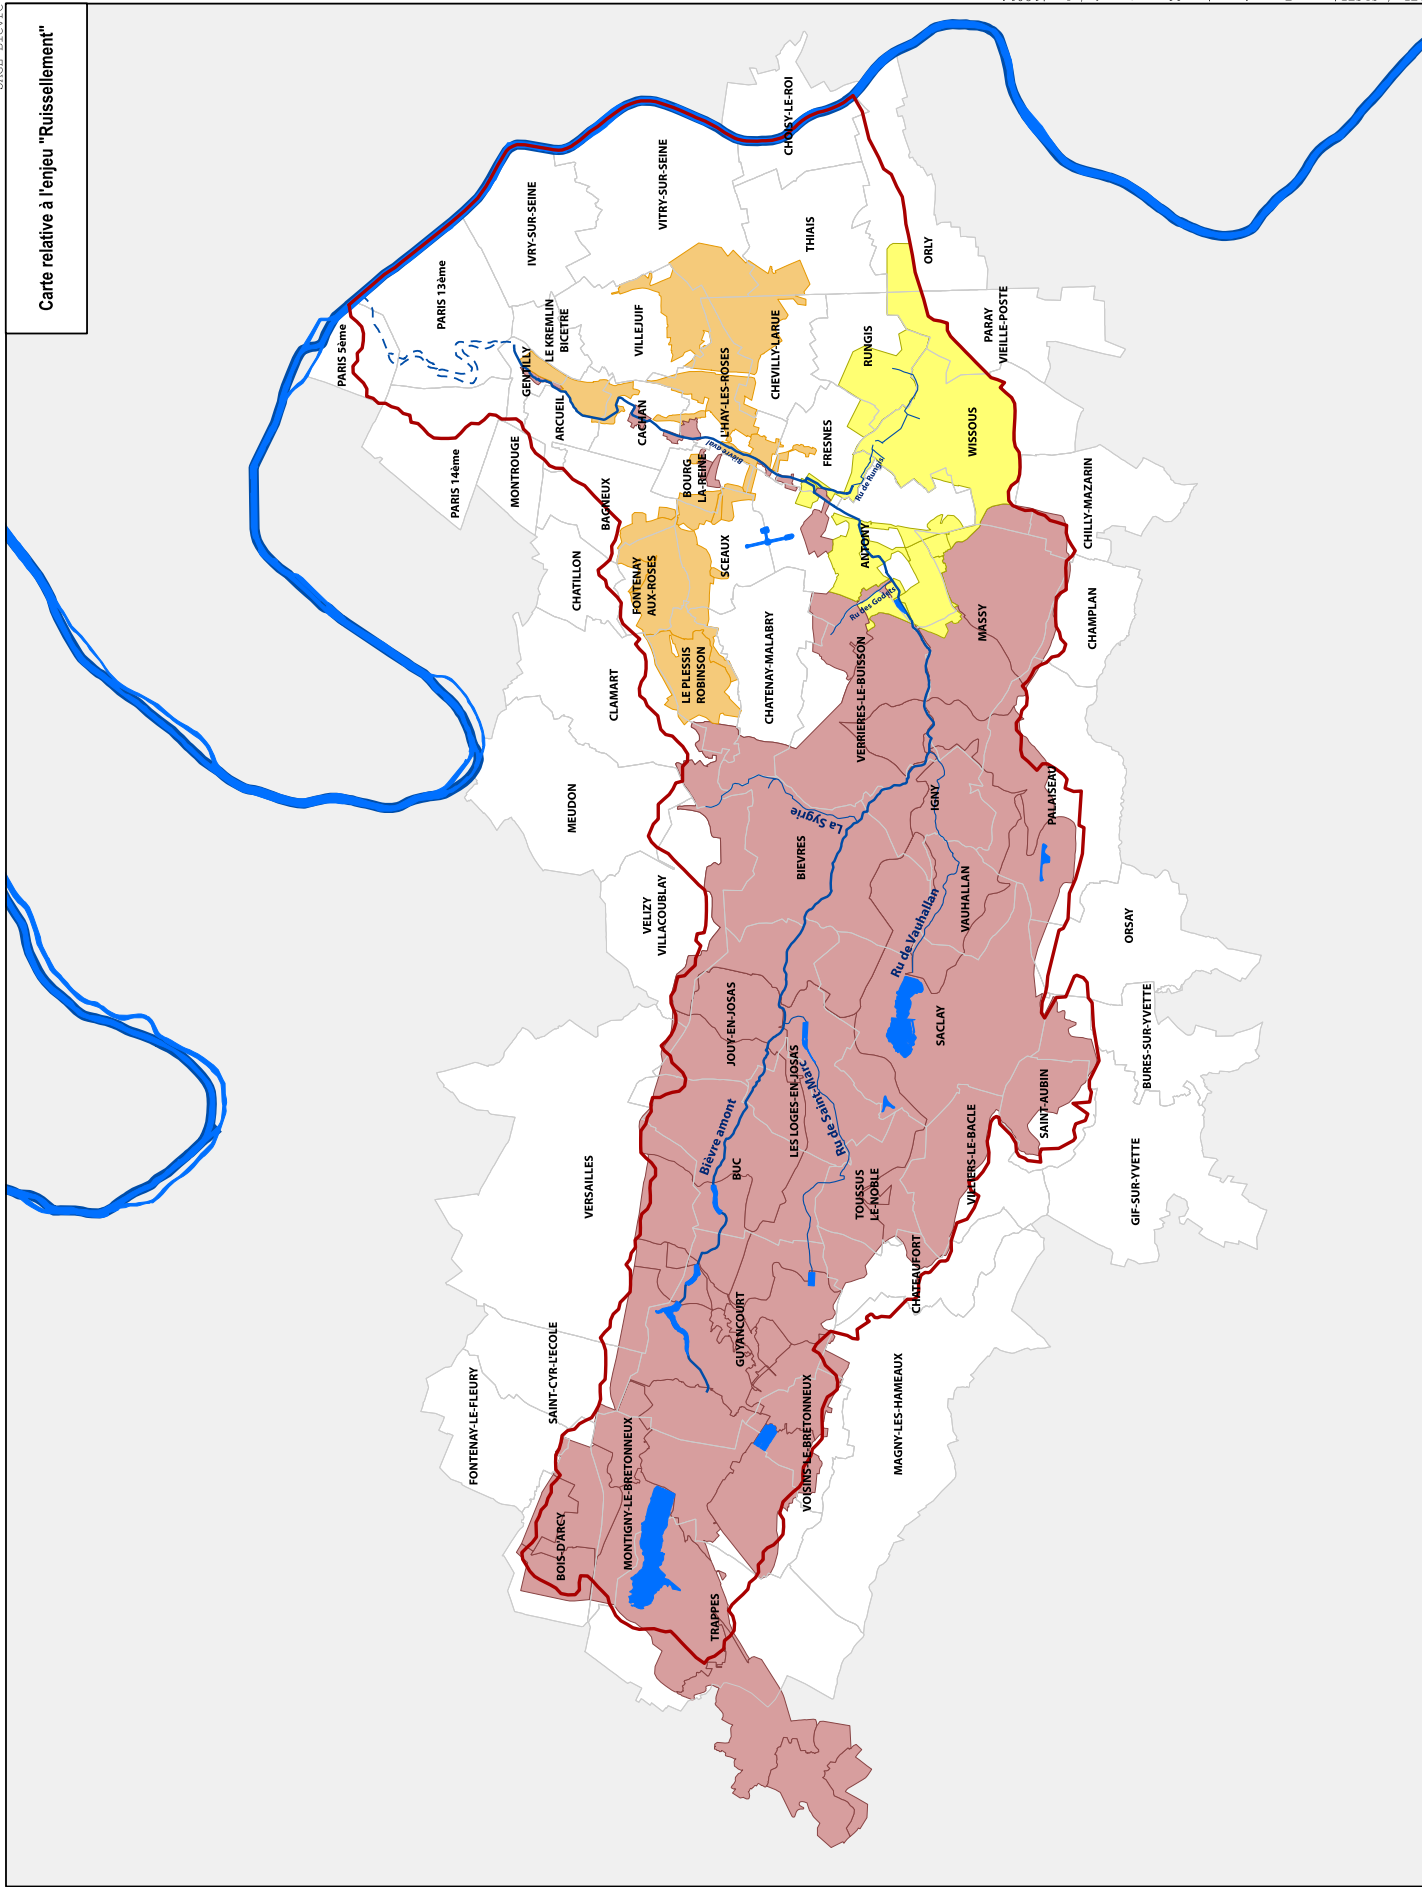 Carte relative à l'enjeu "Ruissellement"
PARIS 5ème
PARIS 13ème
PARIS 14ème
IVRY-SUR-SEINE
VITRY-SUR-SEINE
CHOISY-LE-ROI
THIAIS
ORLY
LE KREMLIN
BICETRE
VILLEJUIF
GENTILLY
ARCUEIL
MONTROUGE
CACHAN
L'HAY-LES-ROSES
CHEVILLY-LARUE
RUNGIS
PARAY
VIEILLE-POSTE
WISSOUS
FRESNES
Bièvre aval
Ru de Rungis
BOURG
LA-REINE
BAGNEUX
CHATILLON
FONTENAY
AUX-ROSES
SCEAUX
ANTONY
Ru des Godets
CHILLY-MAZARIN
CHAMPLAN
MASSY
CLAMART
LE PLESSIS
ROBINSON
CHATENAY-MALABRY
VERRIERES-LE-BUISSON
MEUDON
La Sygrie
BIEVRES
IGNY
PALAISEAU
VELIZY
VILLACOUBLAY
VAUHALLAN
Ru de Vauhallan
ORSAY
JOUY-EN-JOSAS
SACLAY
BURES-SUR-YVETTE
LES LOGES-EN-JOSAS
Ru de Saint-Marc
SAINT-AUBIN
VERSAILLES
Bièvre amont
BUC
TOUSSUS
LE-NOBLE
VILLIERS-LE-BACLE
GIF-SUR-YVETTE
CHATEAUFORT
GUYANCOURT
SAINT-CYR-L'ECOLE
FONTENAY-LE-FLEURY
MAGNY-LES-HAMEAUX
VOISINS-LE-BRETONNEUX
MONTIGNY-LE-BRETONNEUX
BOIS-D'ARCY
TRAPPES